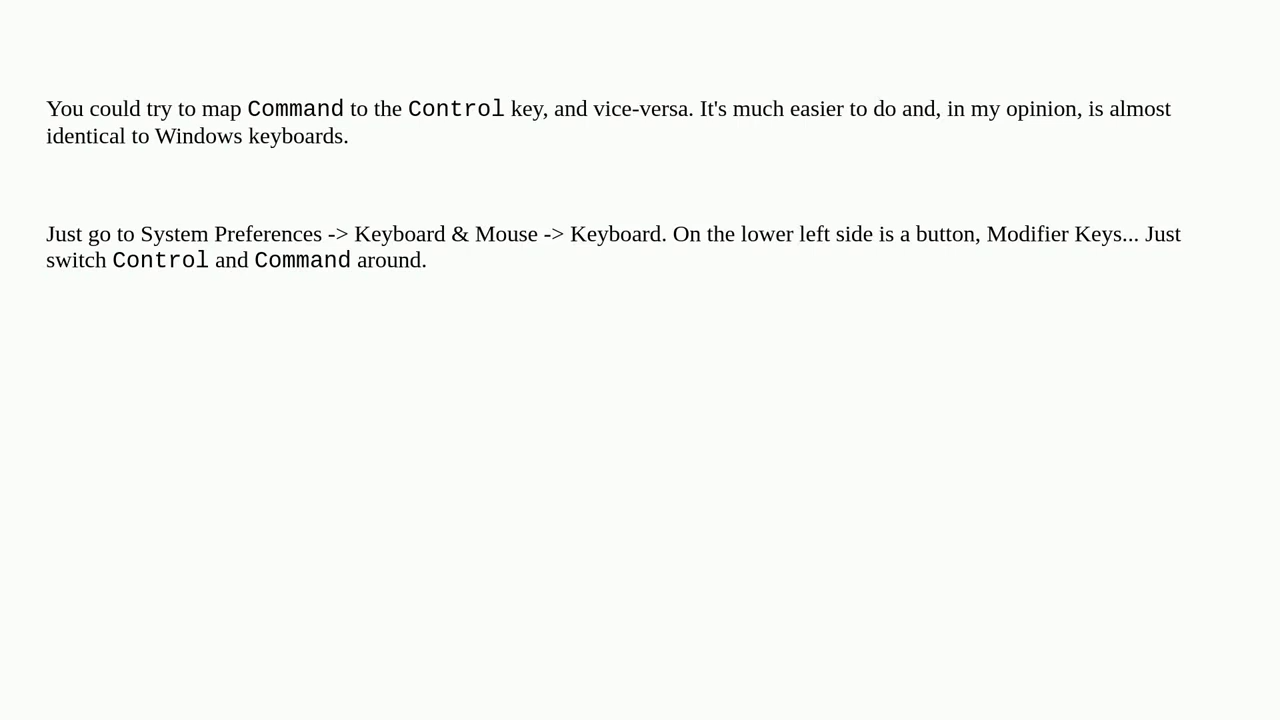 You could try to map Command to the Control key, and vice-versa. It's much easier to do and, in my opinion, is almost
identical to Windows keyboards.
Just go to System Preferences -> Keyboard & Mouse -> Keyboard. On the lower left side is a button, Modifier Keys... Just
switch Control and Command around.